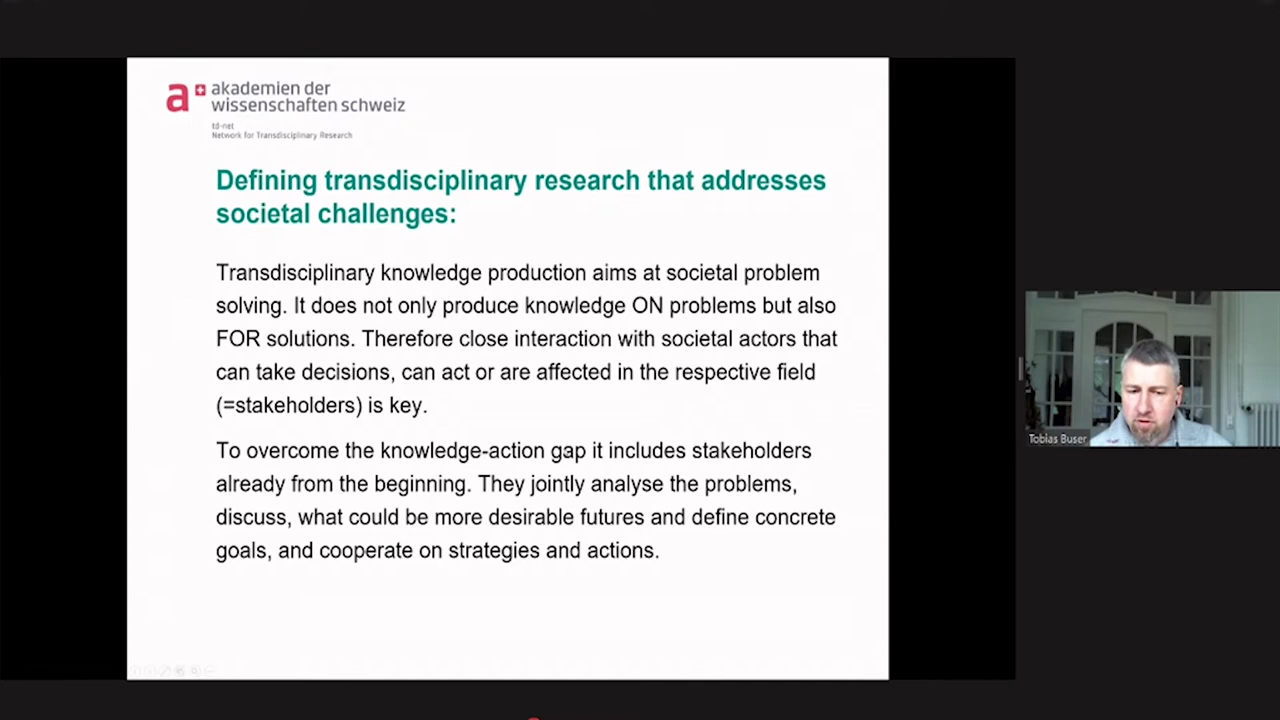 a+ akademien der
wissenschaften schweiz
td-net
Network for Transdisciplinary Research
Defining transdisciplinary research that addresses
societal challenges:
Transdisciplinary knowledge production aims at societal problem
solving. It does not only produce knowledge ON problems but also
FOR solutions. Therefore close interaction with societal actors that
can take decisions, can act or are affected in the respective field
(=stakeholders) is key.
To overcome the knowledge-action gap it includes stakeholders
already from the beginning. They jointly analyse the problems,
discuss, what could be more desirable futures and define concrete
goals, and cooperate on strategies and actions.
Tobias Buser